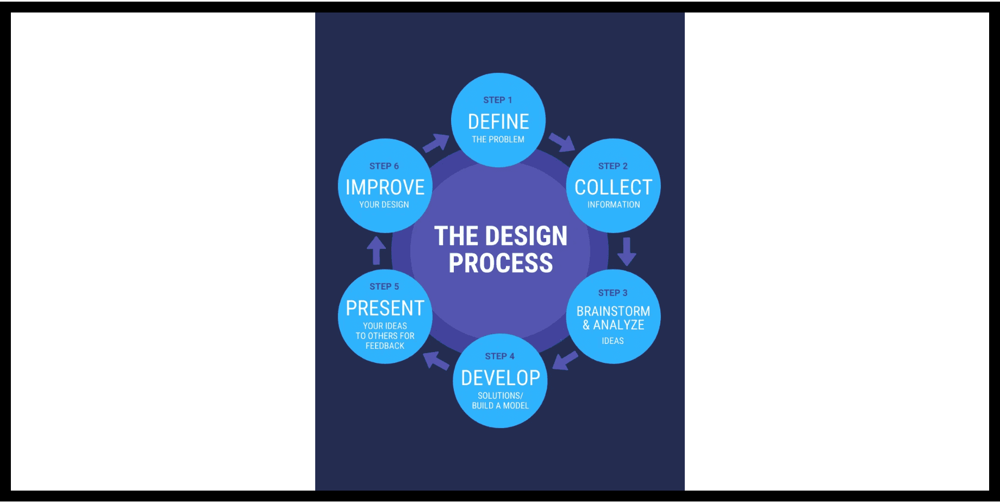 STEP 1
DEFINE
THE PROBLEM
STEP 2
COLLECT
INFORMATION
STEP 3
BRAINSTORM
& ANALYZE
IDEAS
STEP 4
DEVELOP
SOLUTIONS/
BUILD A MODEL
STEP 5
PRESENT
YOUR IDEAS
TO OTHERS FOR
FEEDBACK
STEP 6
IMPROVE
YOUR DESIGN
THE DESIGN
PROCESS